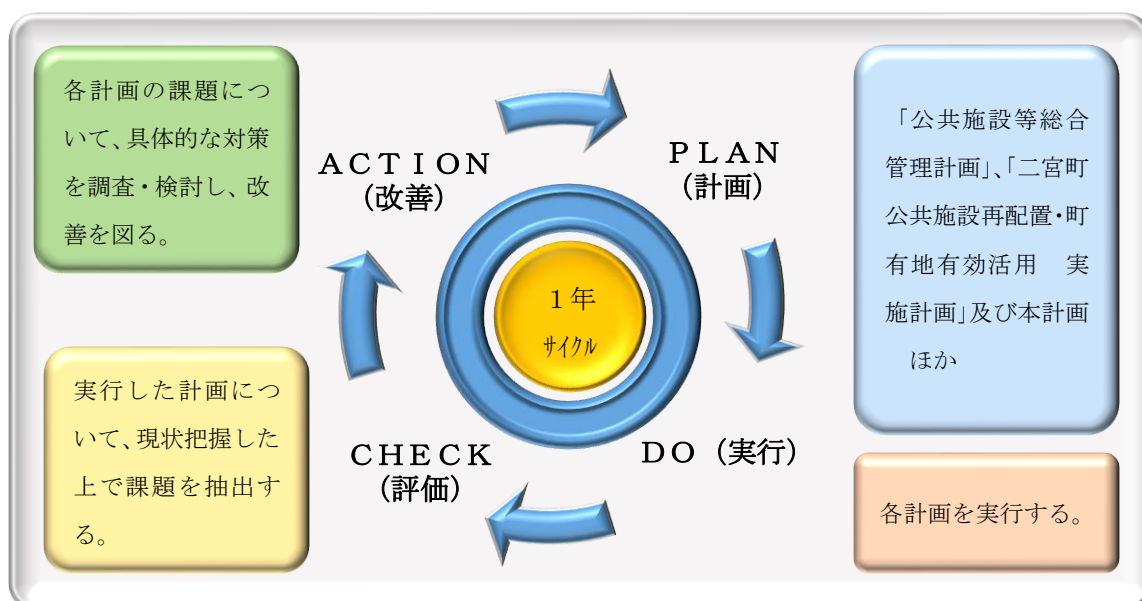 各計画の課題につ
いて、具体的な対策
を調査・検討し、改
善を図る。
ACTION
（改善）
PLAN
（計画）
「公共施設等総合
管理計画」、「二宮町
公共施設再配置・町
有地有効活用　実
施計画」及び本計画
ほか
１年
ｻｲｸﾙ
実行した計画につ
いて、現状把握した
上で課題を抽出す
る。
CHECK
（評価）
DO（実行）
各計画を実行する。